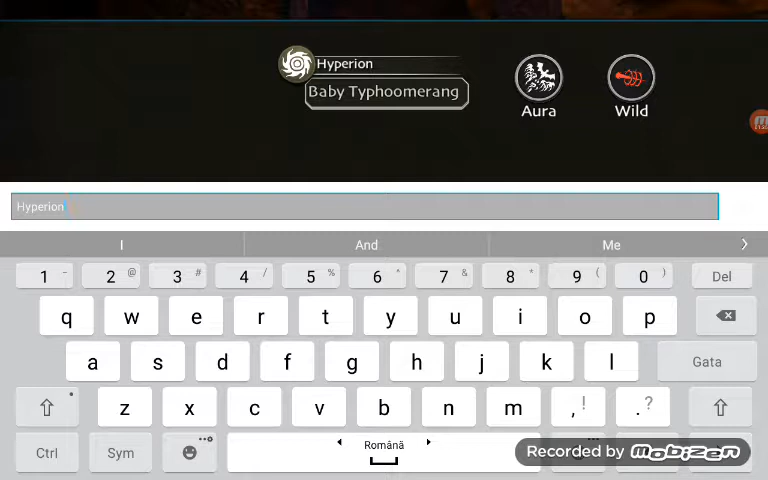 Hyperion
Baby Typhoomerang
Aura
Wild
Hyperion
I And Me
1 - 2 @ 3 # 4 / 5 % 6 ^ 7 & 8 * 9 ( 0 ) Del
q w e r t y u i o p
a s d f g h j k l Gata
z x c v b n m , ! . ?
Ctrl Sym Română
Recorded by mobizen